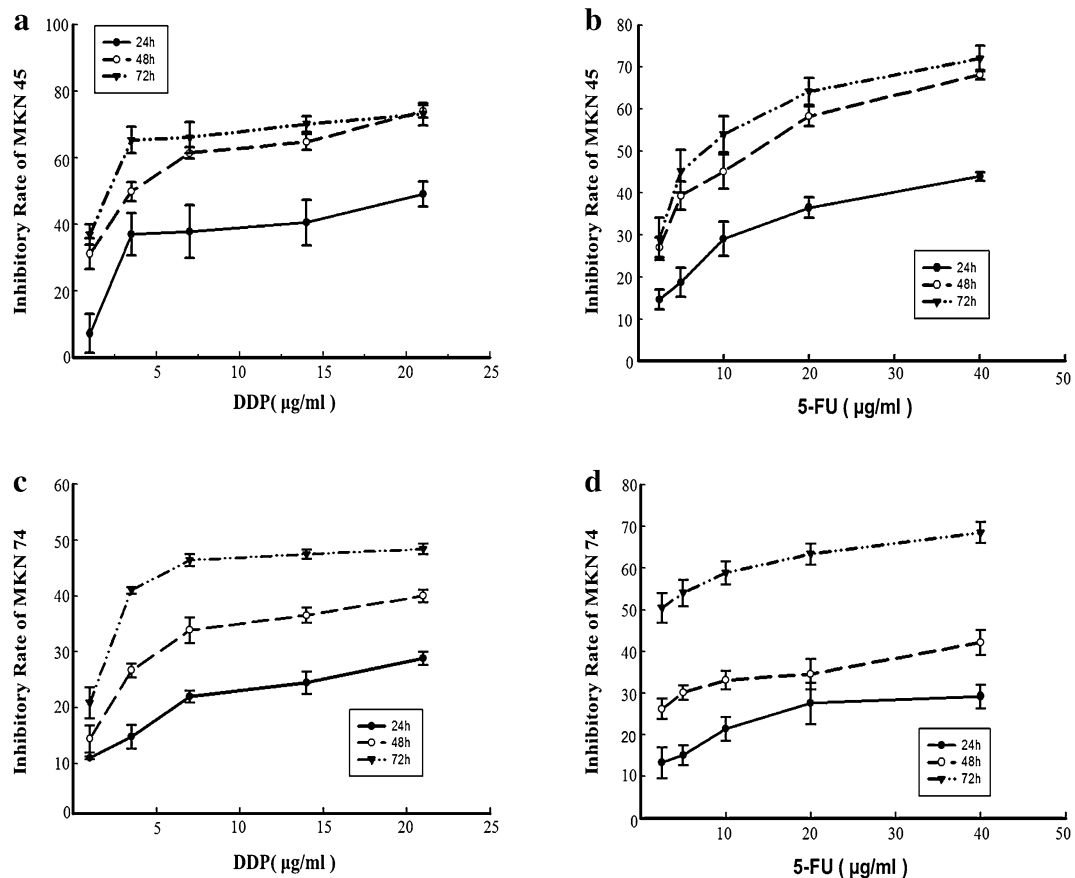 a
100
80
60
40
20
0
Inhibitory Rate of MKN 45
24h
48h
72h
5
10
15
20
25
DDP( µg/ml )
b
80
70
60
50
40
30
20
10
0
Inhibitory Rate of MKN 45
24h
48h
72h
10
20
30
40
50
5-FU ( µg/ml )
c
60
50
40
30
20
10
0
Inhibitory Rate of MKN 74
24h
48h
72h
5
10
15
20
25
DDP( µg/ml )
d
80
70
60
50
40
30
20
10
0
Inhibitory Rate of MKN 74
24h
48h
72h
10
20
30
40
50
5-FU ( µg/ml )